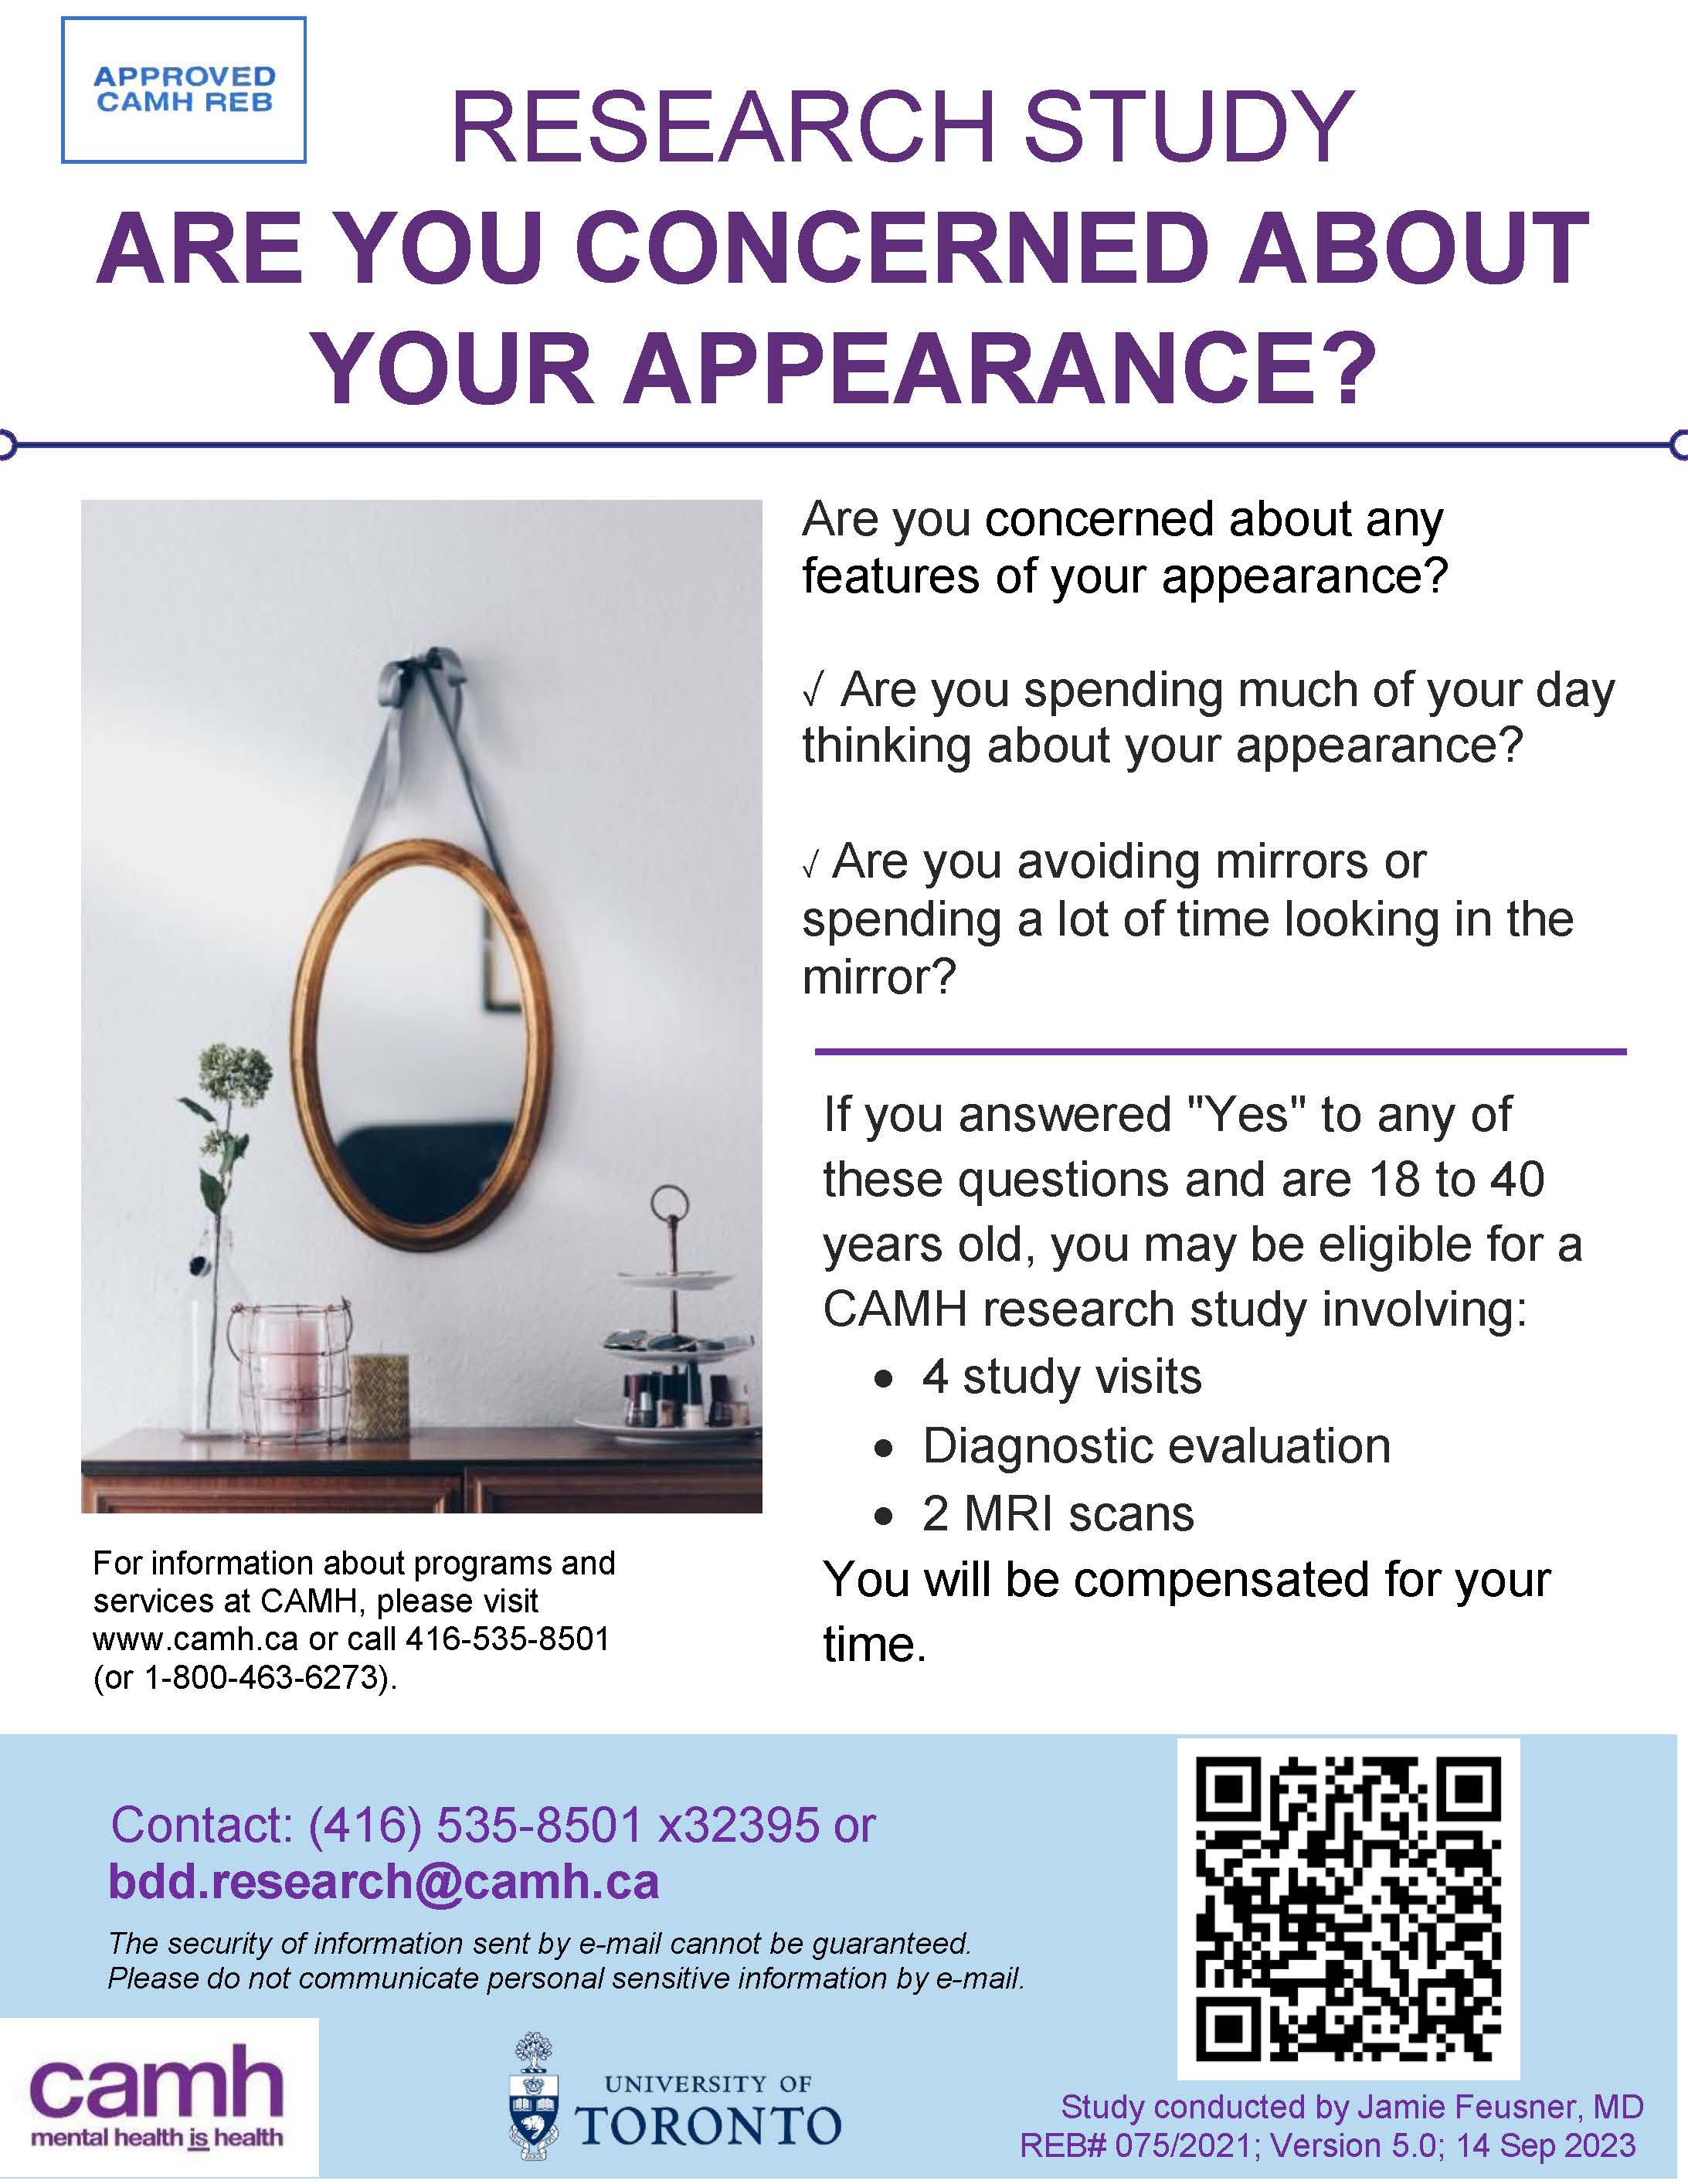 APPROVED
CAMH REB
RESEARCH STUDY
ARE YOU CONCERNED ABOUT
YOUR APPEARANCE?
Are you concerned about any
features of your appearance?
√ Are you spending much of your day
thinking about your appearance?
√ Are you avoiding mirrors or
spending a lot of time looking in the
mirror?
If you answered "Yes" to any of
these questions and are 18 to 40
years old, you may be eligible for a
CAMH research study involving:
• 4 study visits
• Diagnostic evaluation
• 2 MRI scans
You will be compensated for your
time.
For information about programs and
services at CAMH, please visit
www.camh.ca or call 416-535-8501
(or 1-800-463-6273).
Contact: (416) 535-8501 x32395 or
bdd.research@camh.ca
The security of information sent by e-mail cannot be guaranteed.
Please do not communicate personal sensitive information by e-mail.
camh
mental health is health
UNIVERSITY OF
TORONTO
Study conducted by Jamie Feusner, MD
REB# 075/2021; Version 5.0; 14 Sep 2023